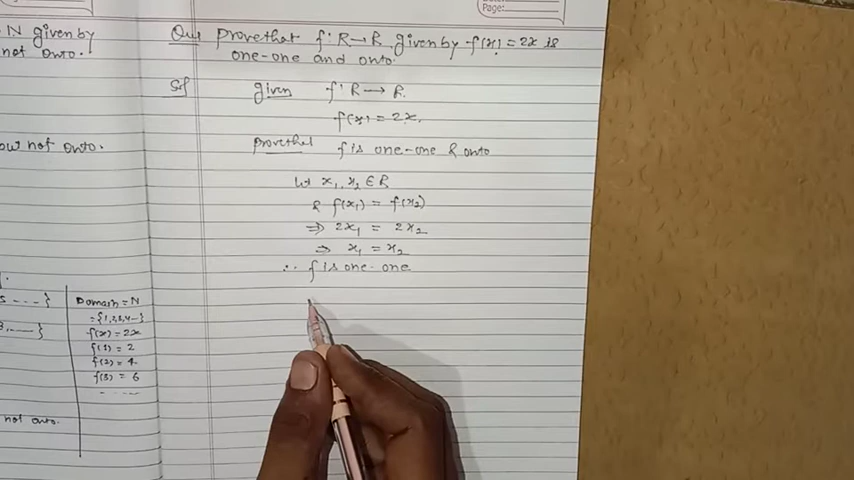 Page:
N given by
not onto.
ow not onto.
s ---- }
3, ---- }
not onto.
Domain = N
= {1,2,3,4--}
f(x) = 2x
f(1) = 2
f(2) = 4
f(3) = 6
- - - -
Page:
Que Prove that f: R→R given by f(x) = 2x is
one-one and onto.
Sol given f: R → R.
f(x) = 2x.
prove that f is one-one & onto
let x₁, x₂ ∈ R
& f(x₁) = f(x₂)
⇒ 2x₁ = 2x₂
⇒ x₁ = x₂
∴ f is one-one